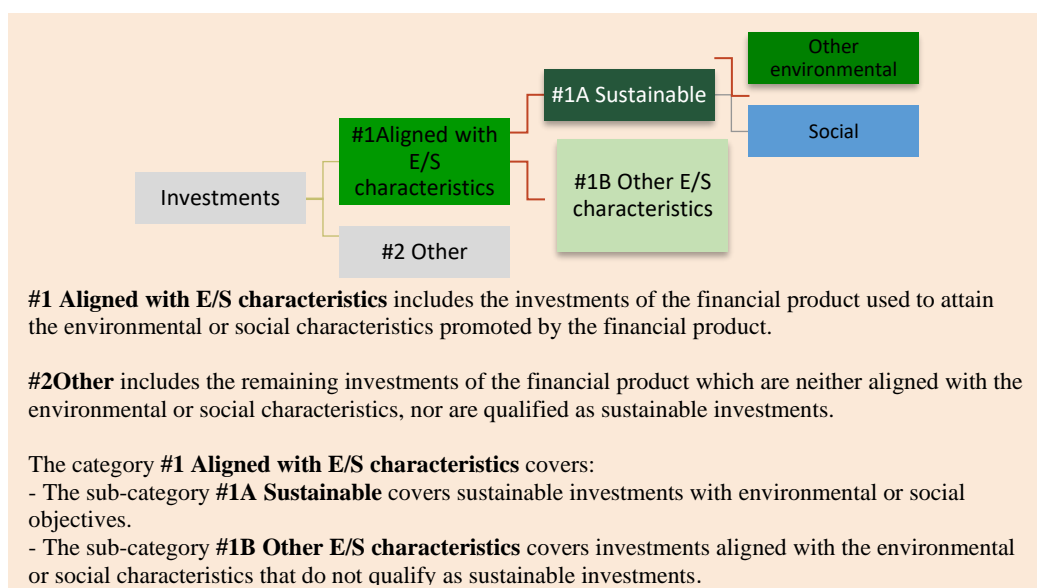 Other
environmental
#1A Sustainable
Social
#1Aligned with
E/S
characteristics
#1B Other E/S
characteristics
Investments
#2 Other
#1 Aligned with E/S characteristics includes the investments of the financial product used to attain
the environmental or social characteristics promoted by the financial product.
#2Other includes the remaining investments of the financial product which are neither aligned with the
environmental or social characteristics, nor are qualified as sustainable investments.
The category #1 Aligned with E/S characteristics covers:
- The sub-category #1A Sustainable covers sustainable investments with environmental or social
objectives.
- The sub-category #1B Other E/S characteristics covers investments aligned with the environmental
or social characteristics that do not qualify as sustainable investments.